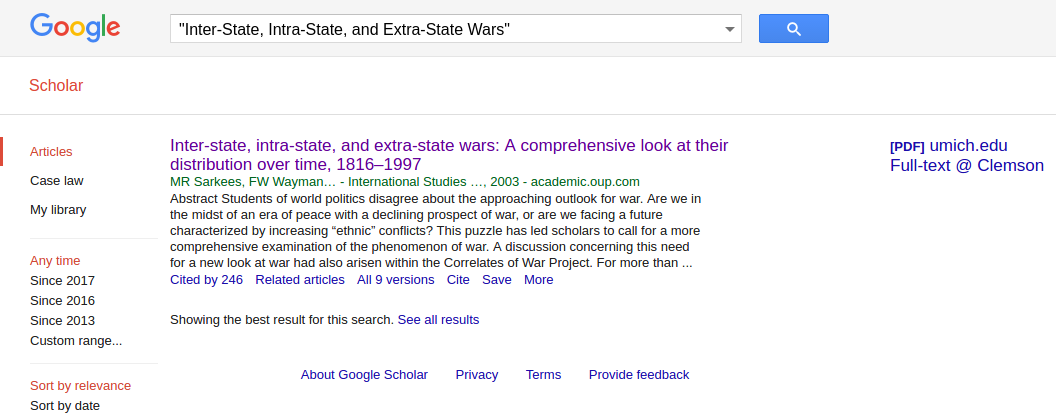 Google
"Inter-State, Intra-State, and Extra-State Wars"
Scholar
Articles
Case law
My library
Any time
Since 2017
Since 2016
Since 2013
Custom range...
Sort by relevance
Sort by date
Inter-state, intra-state, and extra-state wars: A comprehensive look at their
distribution over time, 1816–1997
MR Sarkees, FW Wayman… - International Studies …, 2003 - academic.oup.com
Abstract Students of world politics disagree about the approaching outlook for war. Are we in
the midst of an era of peace with a declining prospect of war, or are we facing a future
characterized by increasing “ethnic” conflicts? This puzzle has led scholars to call for a more
comprehensive examination of the phenomenon of war. A discussion concerning this need
for a new look at war had also arisen within the Correlates of War Project. For more than ...
Cited by 246 Related articles All 9 versions Cite Save More
[PDF] umich.edu
Full-text @ Clemson
Showing the best result for this search. See all results
About Google Scholar Privacy Terms Provide feedback